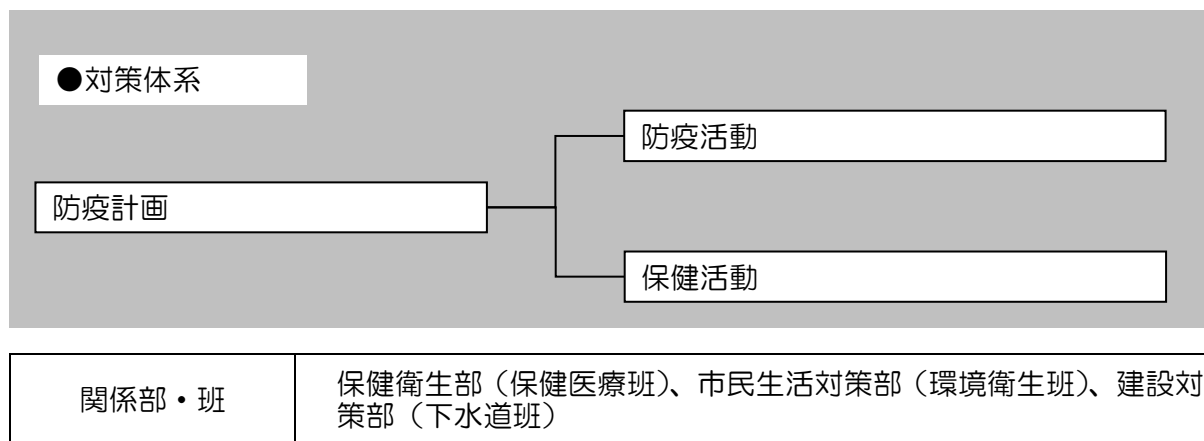 ●対策体系
防疫活動
防疫計画
保健活動
関係部・班
保健衛生部（保健医療班）、市民生活対策部（環境衛生班）、建設対
策部（下水道班）